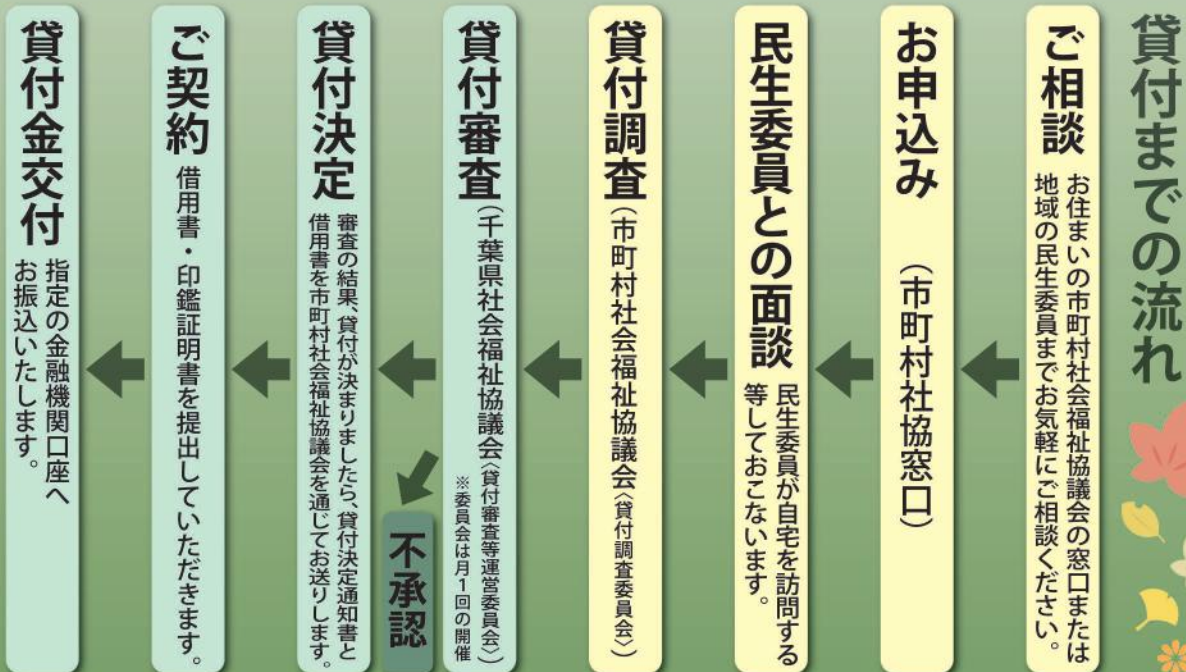 貸付までの流れ
ご相談
お住まいの市町村社会福祉協議会の窓口または
地域の民生委員までお気軽にご相談ください。
お申込み
（市町村社協窓口）
民生委員との面談
民生委員が自宅を訪問する
等しておこないます。
貸付調査
（市町村社会福祉協議会〈貸付調査委員会〉）
貸付審査
（千葉県社会福祉協議会〈貸付審査等運営委員会〉）
※委員会は月1回の開催
不承認
貸付決定
審査の結果、貸付が決まりましたら、貸付決定通知書と
借用書を市町村社会福祉協議会を通じてお送りします。
ご契約
借用書・印鑑証明書を提出していただきます。
貸付金交付
指定の金融機関口座へ
お振込いたします。